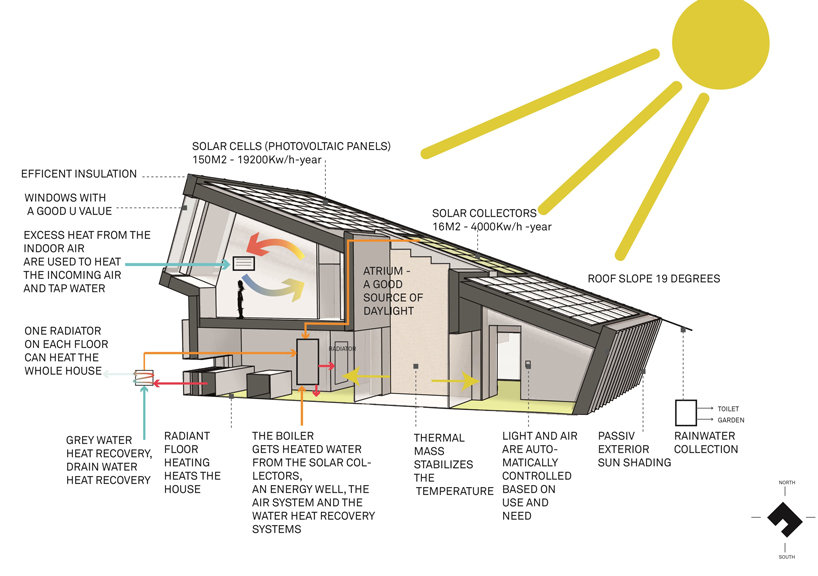 SOLAR CELLS (PHOTOVOLTAIC PANELS)
150M2 - 19200Kw/h-year
EFFICENT INSULATION
WINDOWS WITH
A GOOD U VALUE
SOLAR COLLECTORS
16M2 - 4000Kw/h -year
EXCESS HEAT FROM THE
INDOOR AIR
ARE USED TO HEAT
THE INCOMING AIR
AND TAP WATER
ATRIUM -
A GOOD
SOURCE OF
DAYLIGHT
ROOF SLOPE 19 DEGREES
ONE RADIATOR
ON EACH FLOOR
CAN HEAT THE
WHOLE HOUSE
RADIATOR
TOILET
GARDEN
GREY WATER
HEAT RECOVERY,
DRAIN WATER
HEAT RECOVERY
RADIANT
FLOOR
HEATING
HEATS THE
HOUSE
THE BOILER
GETS HEATED WATER
FROM THE SOLAR COL-
LECTORS,
AN ENERGY WELL, THE
AIR SYSTEM AND THE
WATER HEAT RECOVERY
SYSTEMS
THERMAL
MASS
STABILIZES
THE
TEMPERATURE
LIGHT AND AIR
ARE AUTO-
MATICALLY
CONTROLLED
BASED ON
USE AND
NEED
PASSIV
EXTERIOR
SUN SHADING
RAINWATER
COLLECTION
NORTH
SOUTH